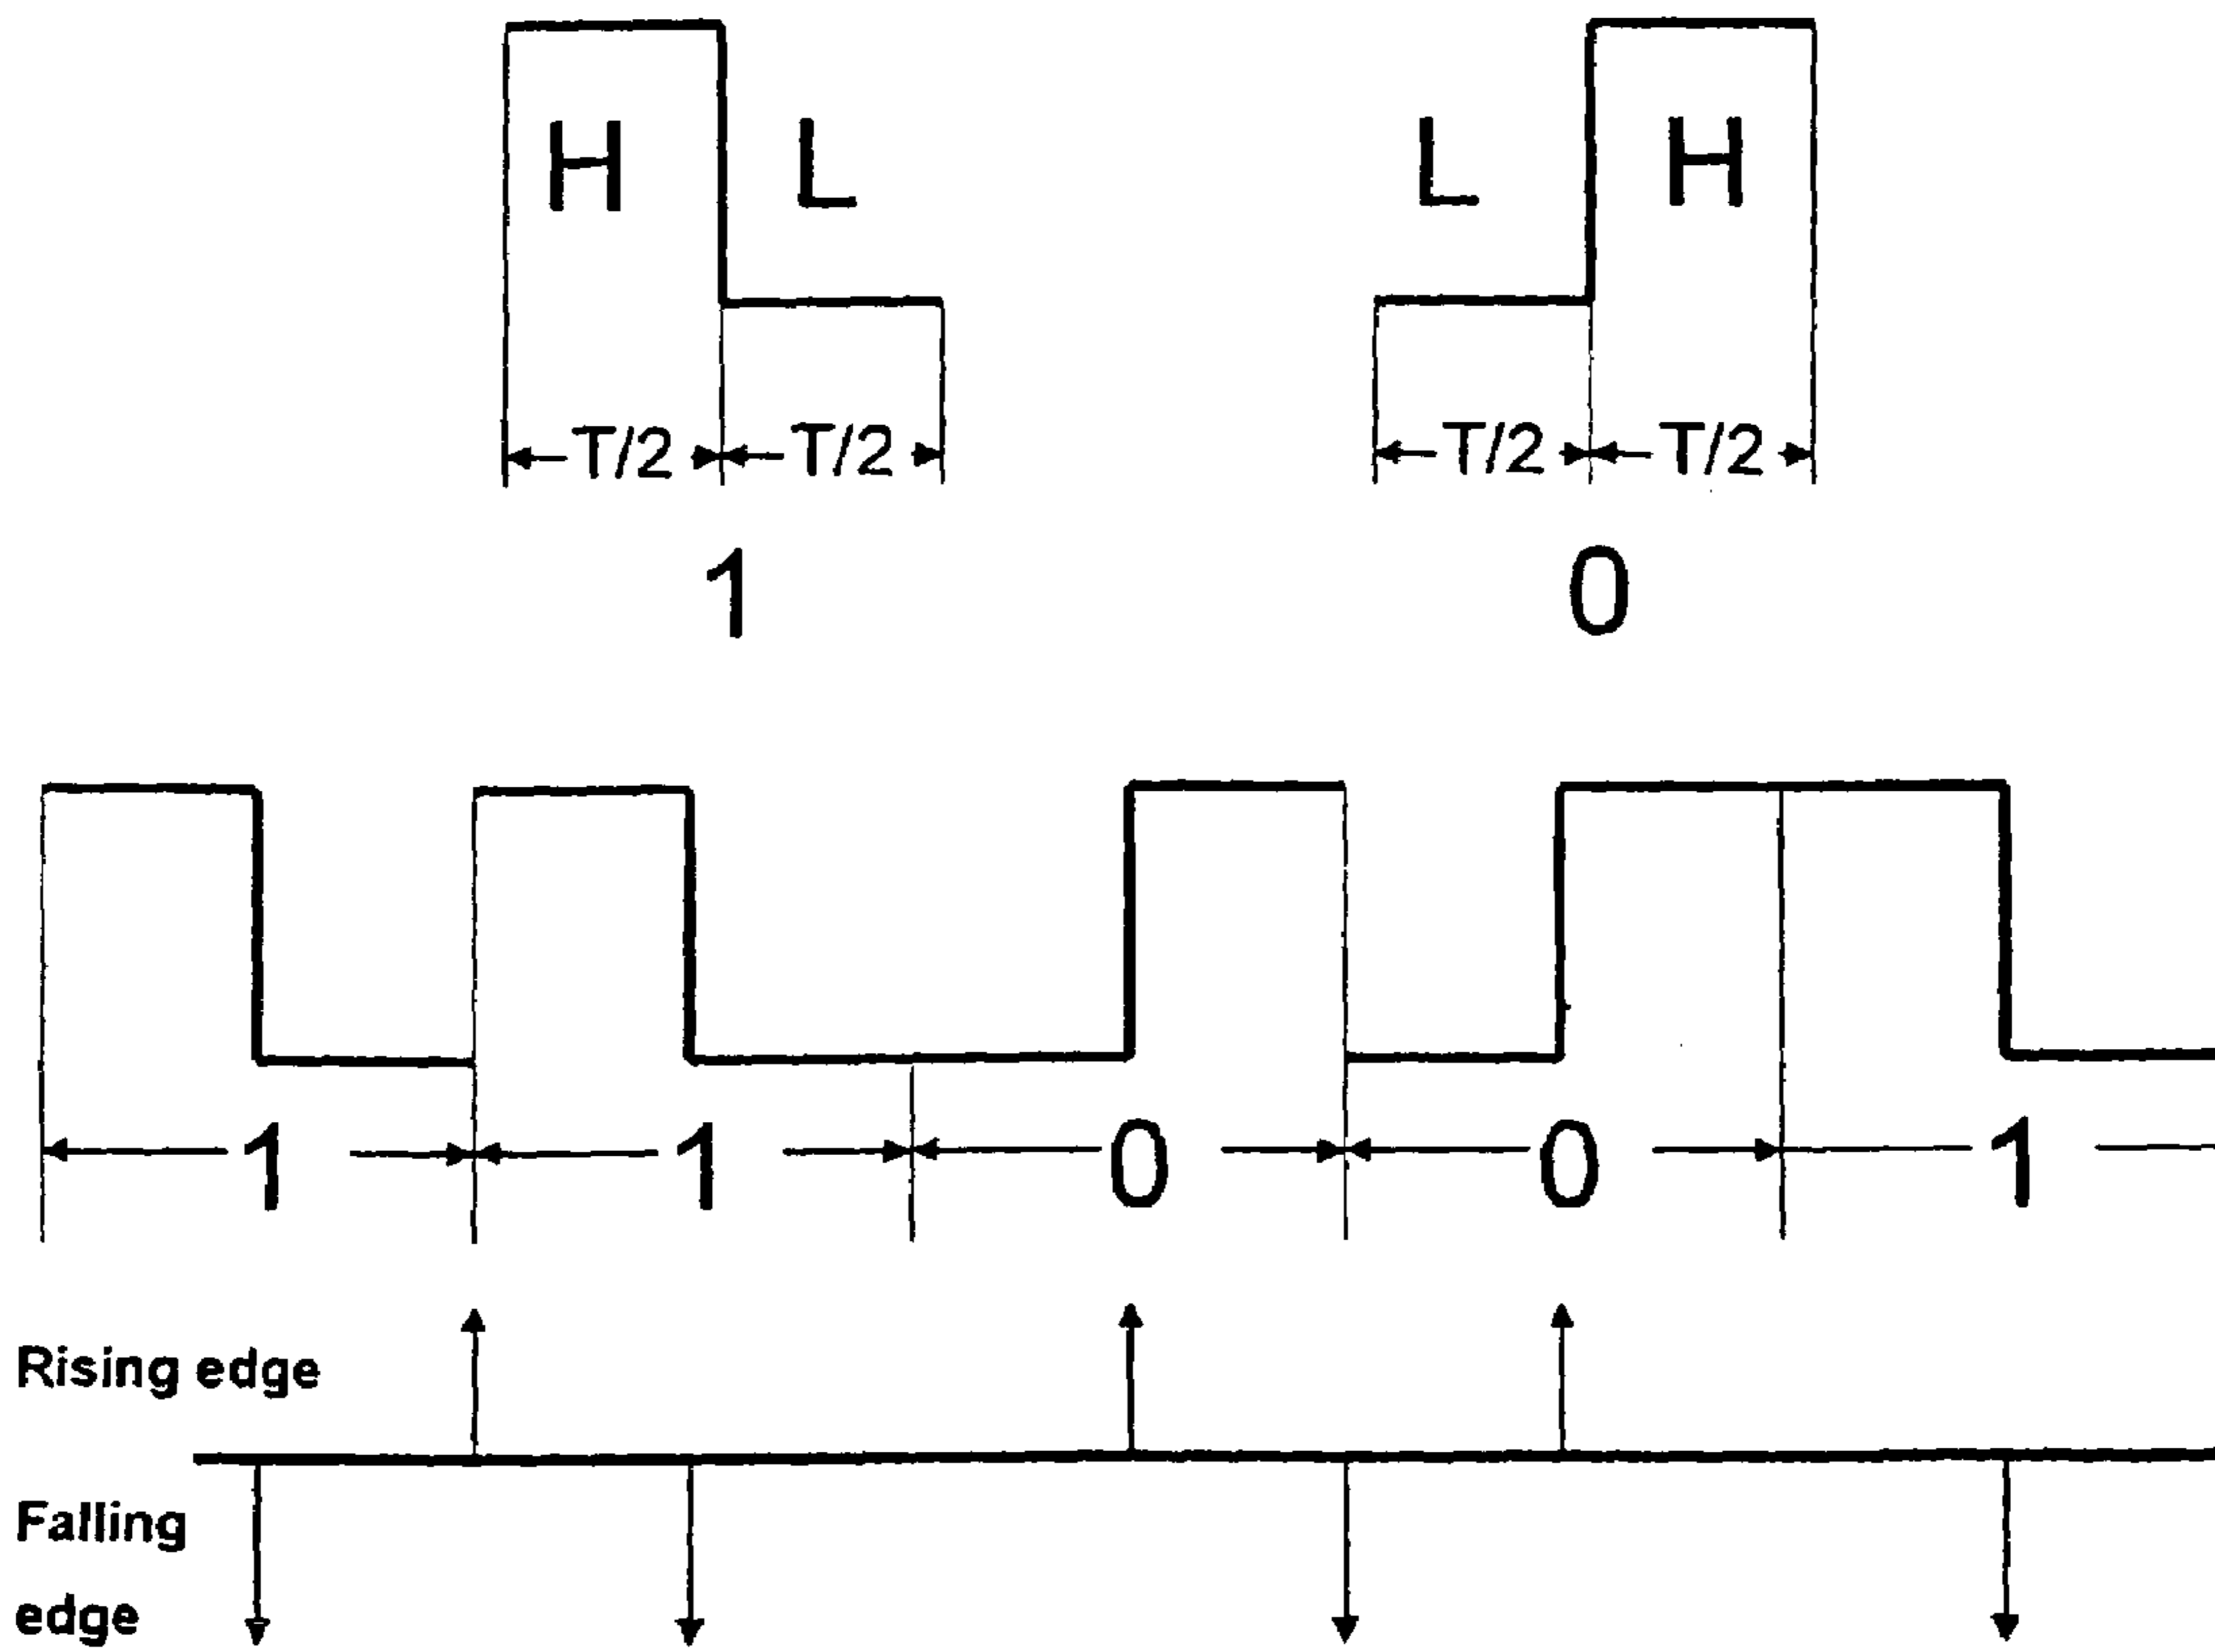 H L L H
T/2 T/2 T/2 T/2
1 0
1 1 0 0 1
Rising edge
Falling
edge